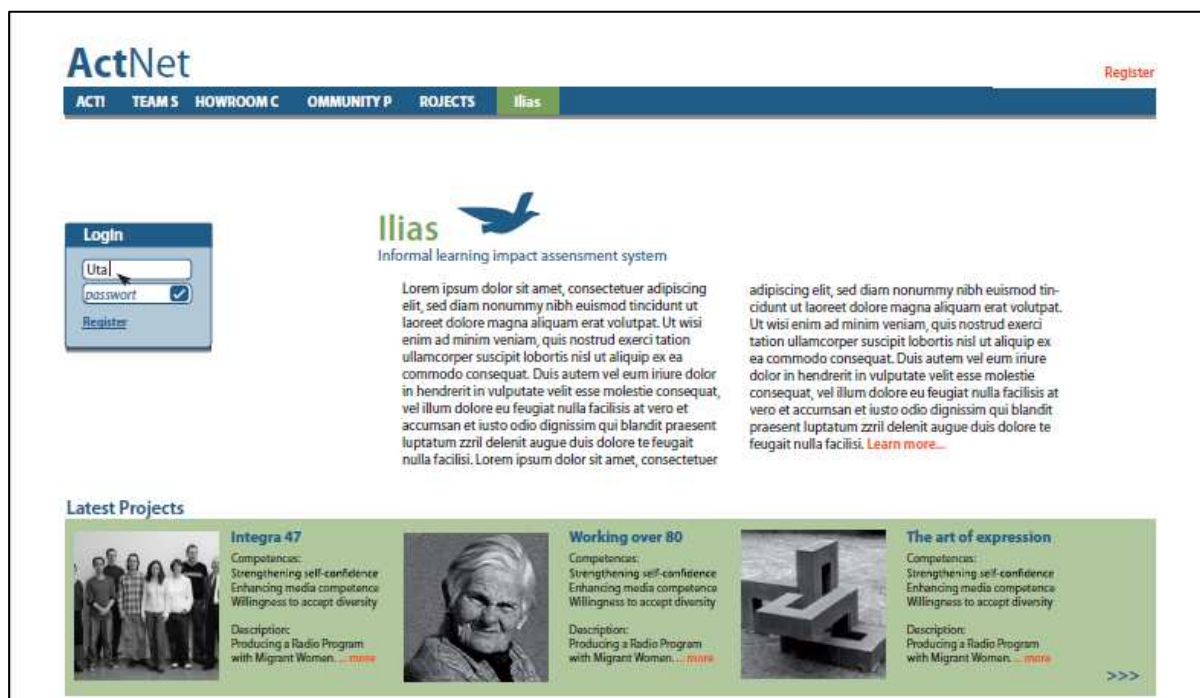 ActNet
Register
ACT! TEAM S HOWROOM C OMMUNITY P ROJECTS Ilias
Login
Uta
passwort
Register
Ilias
Informal learning impact assensment system
Lorem ipsum dolor sit amet, consectetuer adipiscing
elit, sed diam nonummy nibh euismod tincidunt ut
laoreet dolore magna aliquam erat volutpat. Ut wisi
enim ad minim veniam, quis nostrud exerci tation
ullamcorper suscipit lobortis nisl ut aliquip ex ea
commodo consequat. Duis autem vel eum iriure dolor
in hendrerit in vulputate velit esse molestie consequat,
vel illum dolore eu feugiat nulla facilisis at vero et
accumsan et iusto odio dignissim qui blandit praesent
luptatum zzril delenit augue duis dolore te feugait
nulla facilisi. Lorem ipsum dolor sit amet, consectetuer
adipiscing elit, sed diam nonummy nibh euismod tin-
cidunt ut laoreet dolore magna aliquam erat volutpat.
Ut wisi enim ad minim veniam, quis nostrud exerci
tation ullamcorper suscipit lobortis nisl ut aliquip ex
ea commodo consequat. Duis autem vel eum iriure
dolor in hendrerit in vulputate velit esse molestie
consequat, vel illum dolore eu feugiat nulla facilisis at
vero et accumsan et iusto odio dignissim qui blandit
praesent luptatum zzril delenit augue duis dolore te
feugait nulla facilisi. Learn more...
Latest Projects
Integra 47
Competences:
Strengthening self-confidence
Enhancing media competence
Willingness to accept diversity
Description:
Producing a Radio Program
with Migrant Women. ... more
Working over 80
Competences:
Strengthening self-confidence
Enhancing media competence
Willingness to accept diversity
Description:
Producing a Radio Program
with Migrant Women. ... more
The art of expression
Competences:
Strengthening self-confidence
Enhancing media competence
Willingness to accept diversity
Description:
Producing a Radio Program
with Migrant Women. ... more
>>>